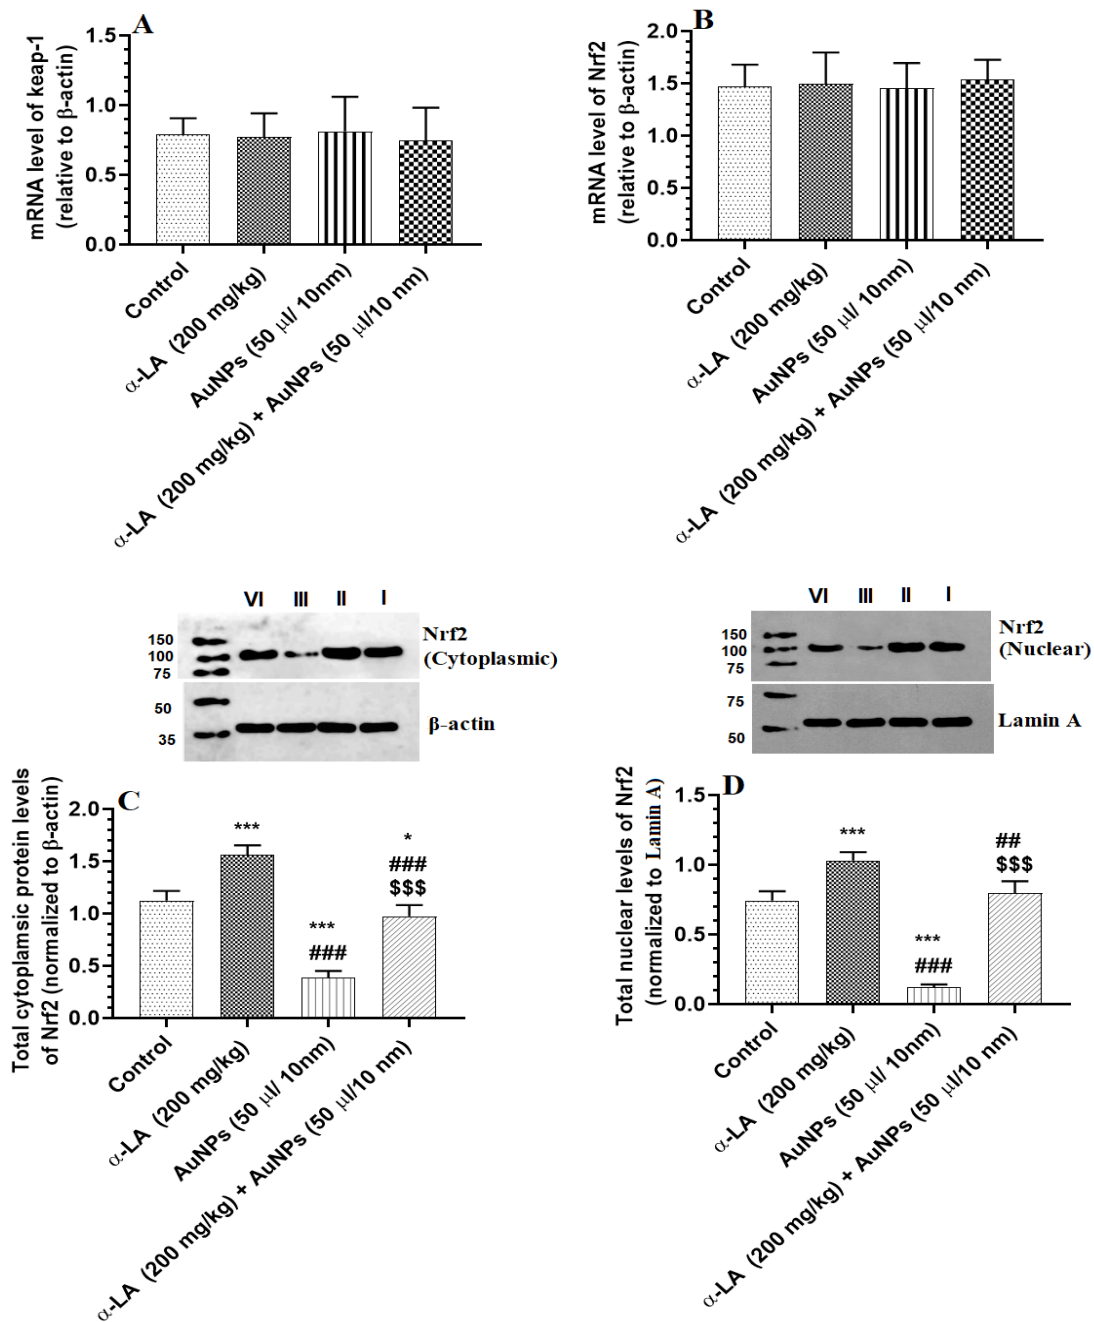 A
mRNA level of keap-1
(relative to β-actin)
1.5
1.0
0.5
0.0
Control
α-LA (200 mg/kg)
AuNPs (50 μl/ 10nm)
α-LA (200 mg/kg) + AuNPs (50 μl/10 nm)
B
mRNA level of Nrf2
(relative to β-actin)
2.0
1.5
1.0
0.5
0.0
Control
α-LA (200 mg/kg)
AuNPs (50 μl/ 10nm)
α-LA (200 mg/kg) + AuNPs (50 μl/10 nm)
VI III II I
150
100
75
Nrf2
(Cytoplasmic)
50
35
β-actin
VI III II I
150
100
75
Nrf2
(Nuclear)
75
50
Lamin A
C
Total cytoplamsic protein levels
of Nrf2 (normalized to β-actin)
2.0
1.5
1.0
0.5
0.0
***
***
###
*
###
$$$
Control
α-LA (200 mg/kg)
AuNPs (50 μl/ 10nm)
α-LA (200 mg/kg) + AuNPs (50 μl/10 nm)
D
Total nuclear levels of Nrf2
(normalized to Lamin A)
1.5
1.0
0.5
0.0
***
***
###
##
$$$
Control
α-LA (200 mg/kg)
AuNPs (50 μl/ 10nm)
α-LA (200 mg/kg) + AuNPs (50 μl/10 nm)